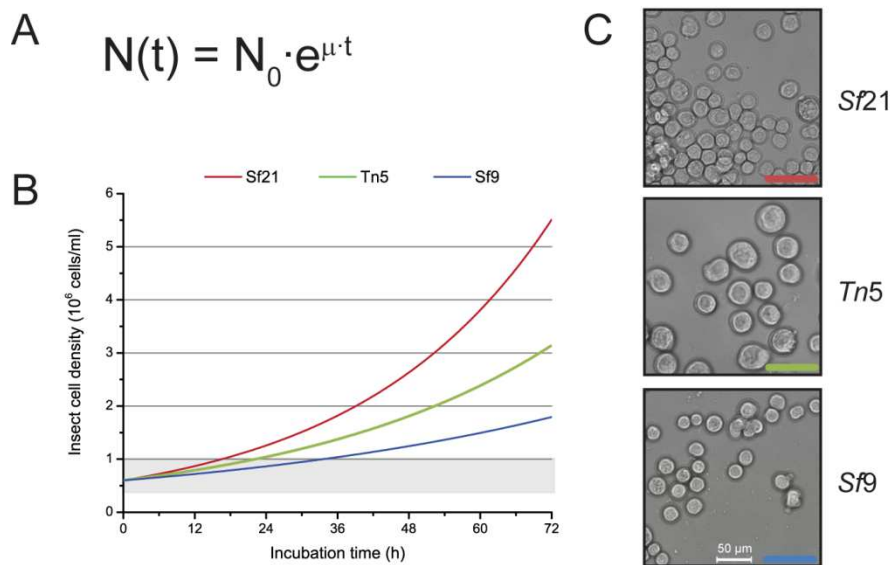 A
N(t) = N₀·e^μ·t
B
Sf21 Tn5 Sf9
Insect cell density (10⁶ cells/ml)
6
5
4
3
2
1
0
0 12 24 36 48 60 72
Incubation time (h)
C
Sf21
Tn5
50 μm
Sf9